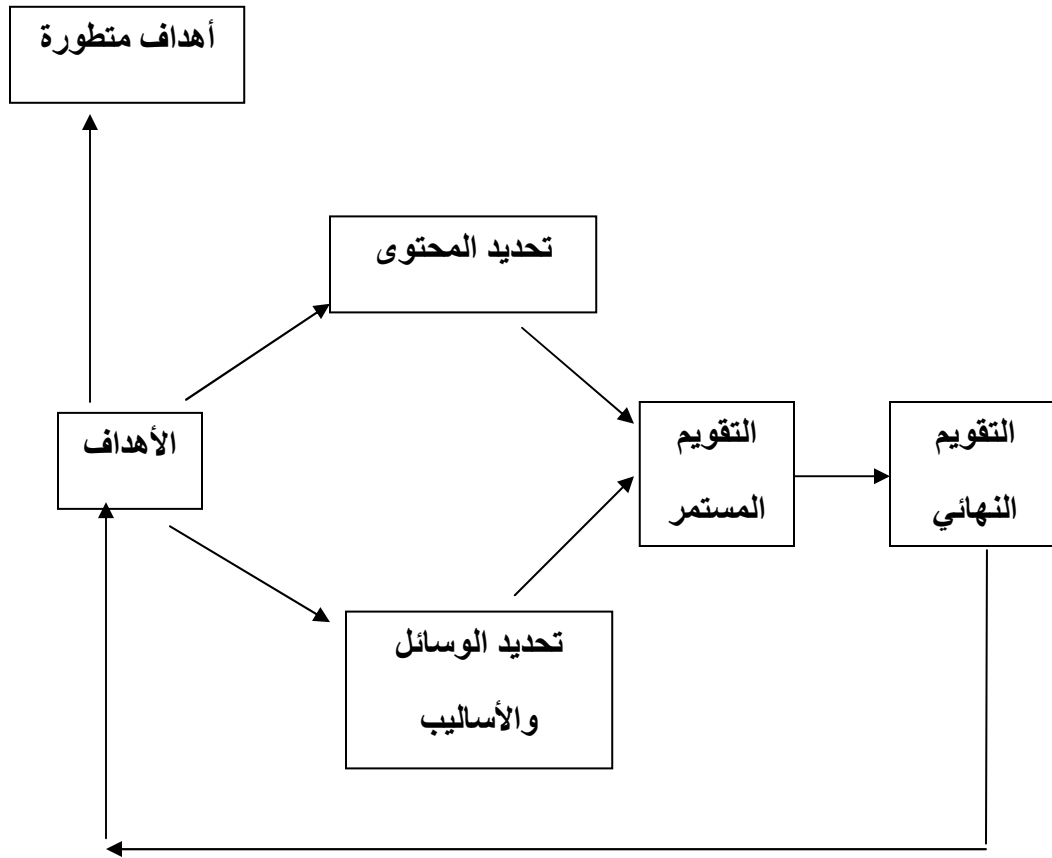 أهداف متطورة
تحديد المحتوى
الأهداف
التقويم
المستمر
التقويم
النهائي
تحديد الوسائل
والأساليب